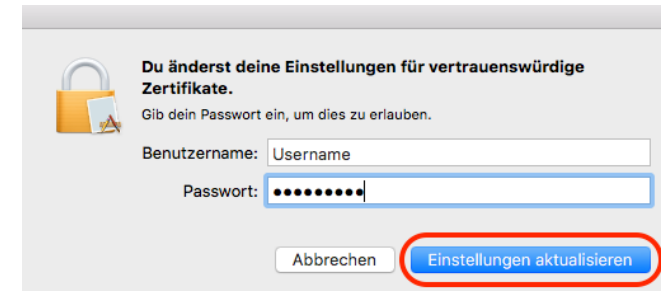 Du änderst deine Einstellungen für vertrauenswürdige
Zertifikate.
Gib dein Passwort ein, um dies zu erlauben.
Benutzername: Username
Passwort: ●●●●●●●●●
Abbrechen Einstellungen aktualisieren